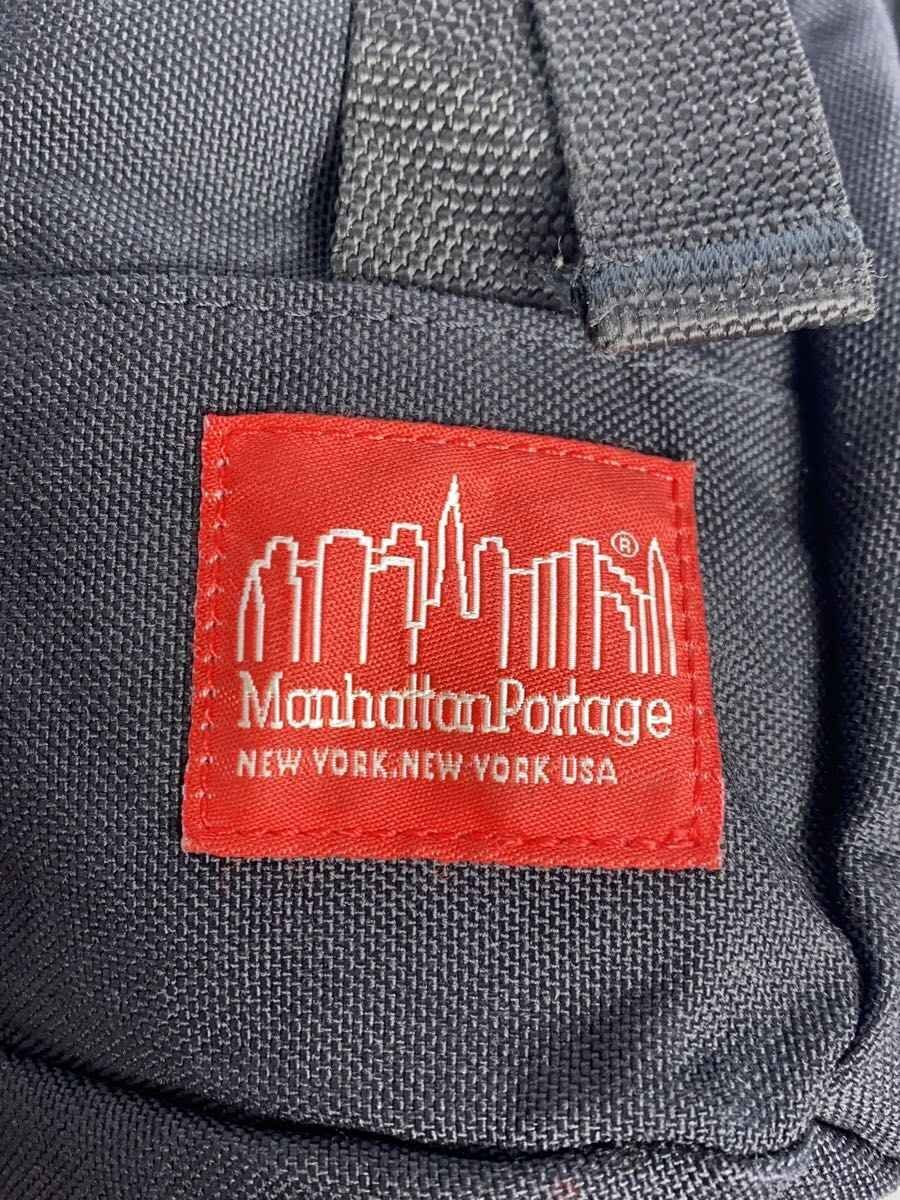 ®
ManhattanPortage
NEW YORK, NEW YORK USA